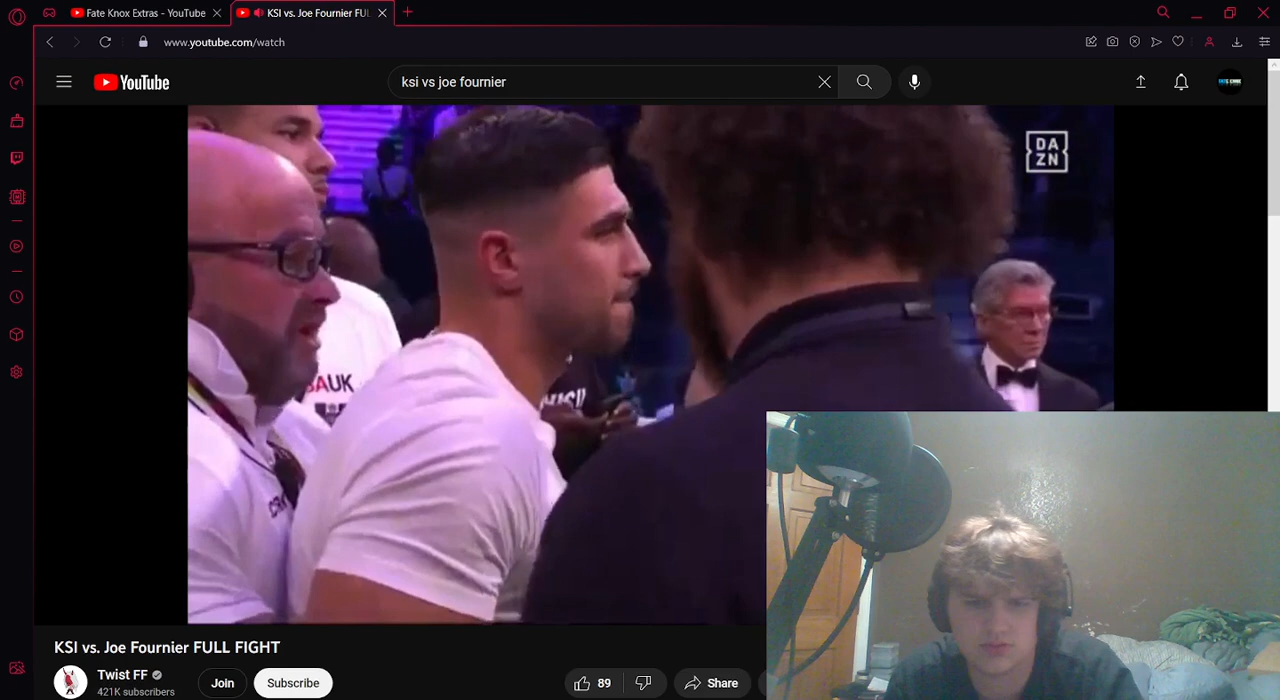 Fate Knox Extras - YouTube
KSI vs. Joe Fournier FUL
www.youtube.com/watch
YouTube
ksi vs joe fournier
DA
ZN
BAUK
KSI vs. Joe Fournier FULL FIGHT
Twist FF
421K subscribers
Join
Subscribe
89
Share